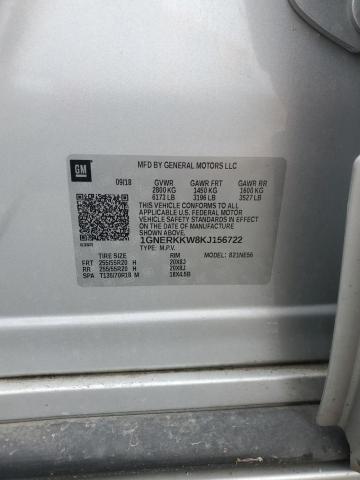 GM
MFD BY GENERAL MOTORS LLC
09/18 GVWR GAWR FRT GAWR RR
2800 KG 1450 KG 1600 KG
6173 LB 3196 LB 3527 LB
THIS VEHICLE CONFORMS TO ALL
APPLICABLE U.S. FEDERAL MOTOR
VEHICLE SAFETY STANDARDS IN
EFFECT ON THE DATE OF
MANUFACTURE SHOWN ABOVE.
1GNERKKW8KJ156722
TYPE: M.P.V. MODEL: 821NE56
TIRE SIZE RIM
FRT 255/55R20 H 20X8J
RR 255/55R20 H 20X8J
SPA T135/70R18 M 18X4.5B